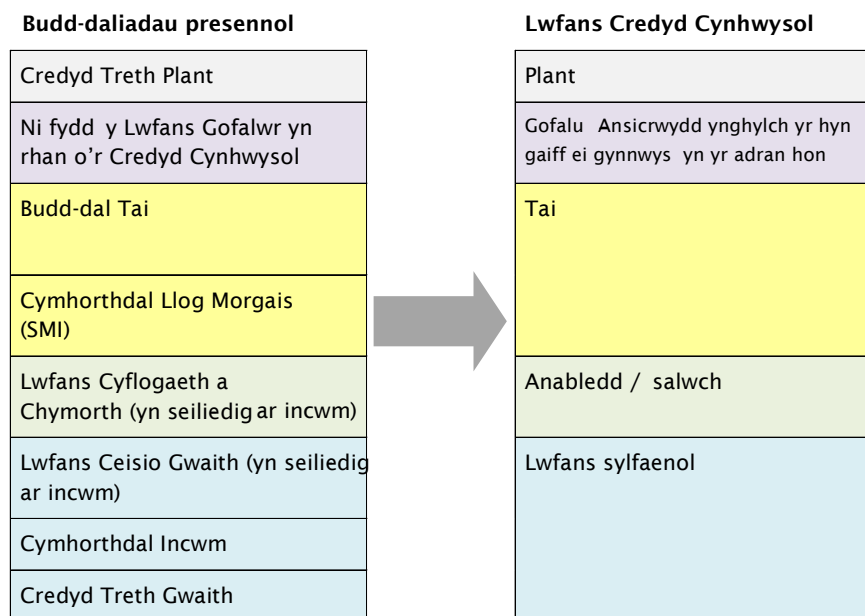 Budd-daliadau presennol
Credyd Treth Plant
Ni fydd y Lwfans Gofalwr yn
rhan o'r Credyd Cynhwysol
Budd-dal Tai
Cymhorthdal Llog Morgais
(SMI)
Lwfans Cyflogaeth a
Chymorth (yn seiliedig ar incwm)
Lwfans Ceisio Gwaith (yn seiliedig
ar incwm)
Cymhorthdal Incwm
Credyd Treth Gwaith
Lwfans Credyd Cynhwysol
Plant
Gofalu Ansicrwydd ynghylch yr hyn
gaiff ei gynnwys yn yr adran hon
Tai
Anabledd / salwch
Lwfans sylfaenol